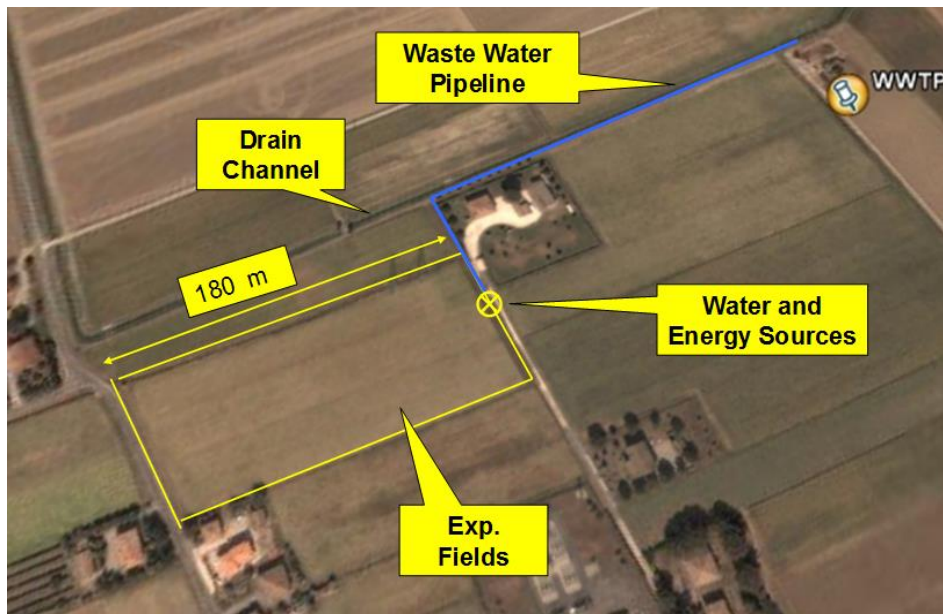 Waste Water
Pipeline
WWTP
Drain
Channel
180 m
Water and
Energy Sources
Exp.
Fields